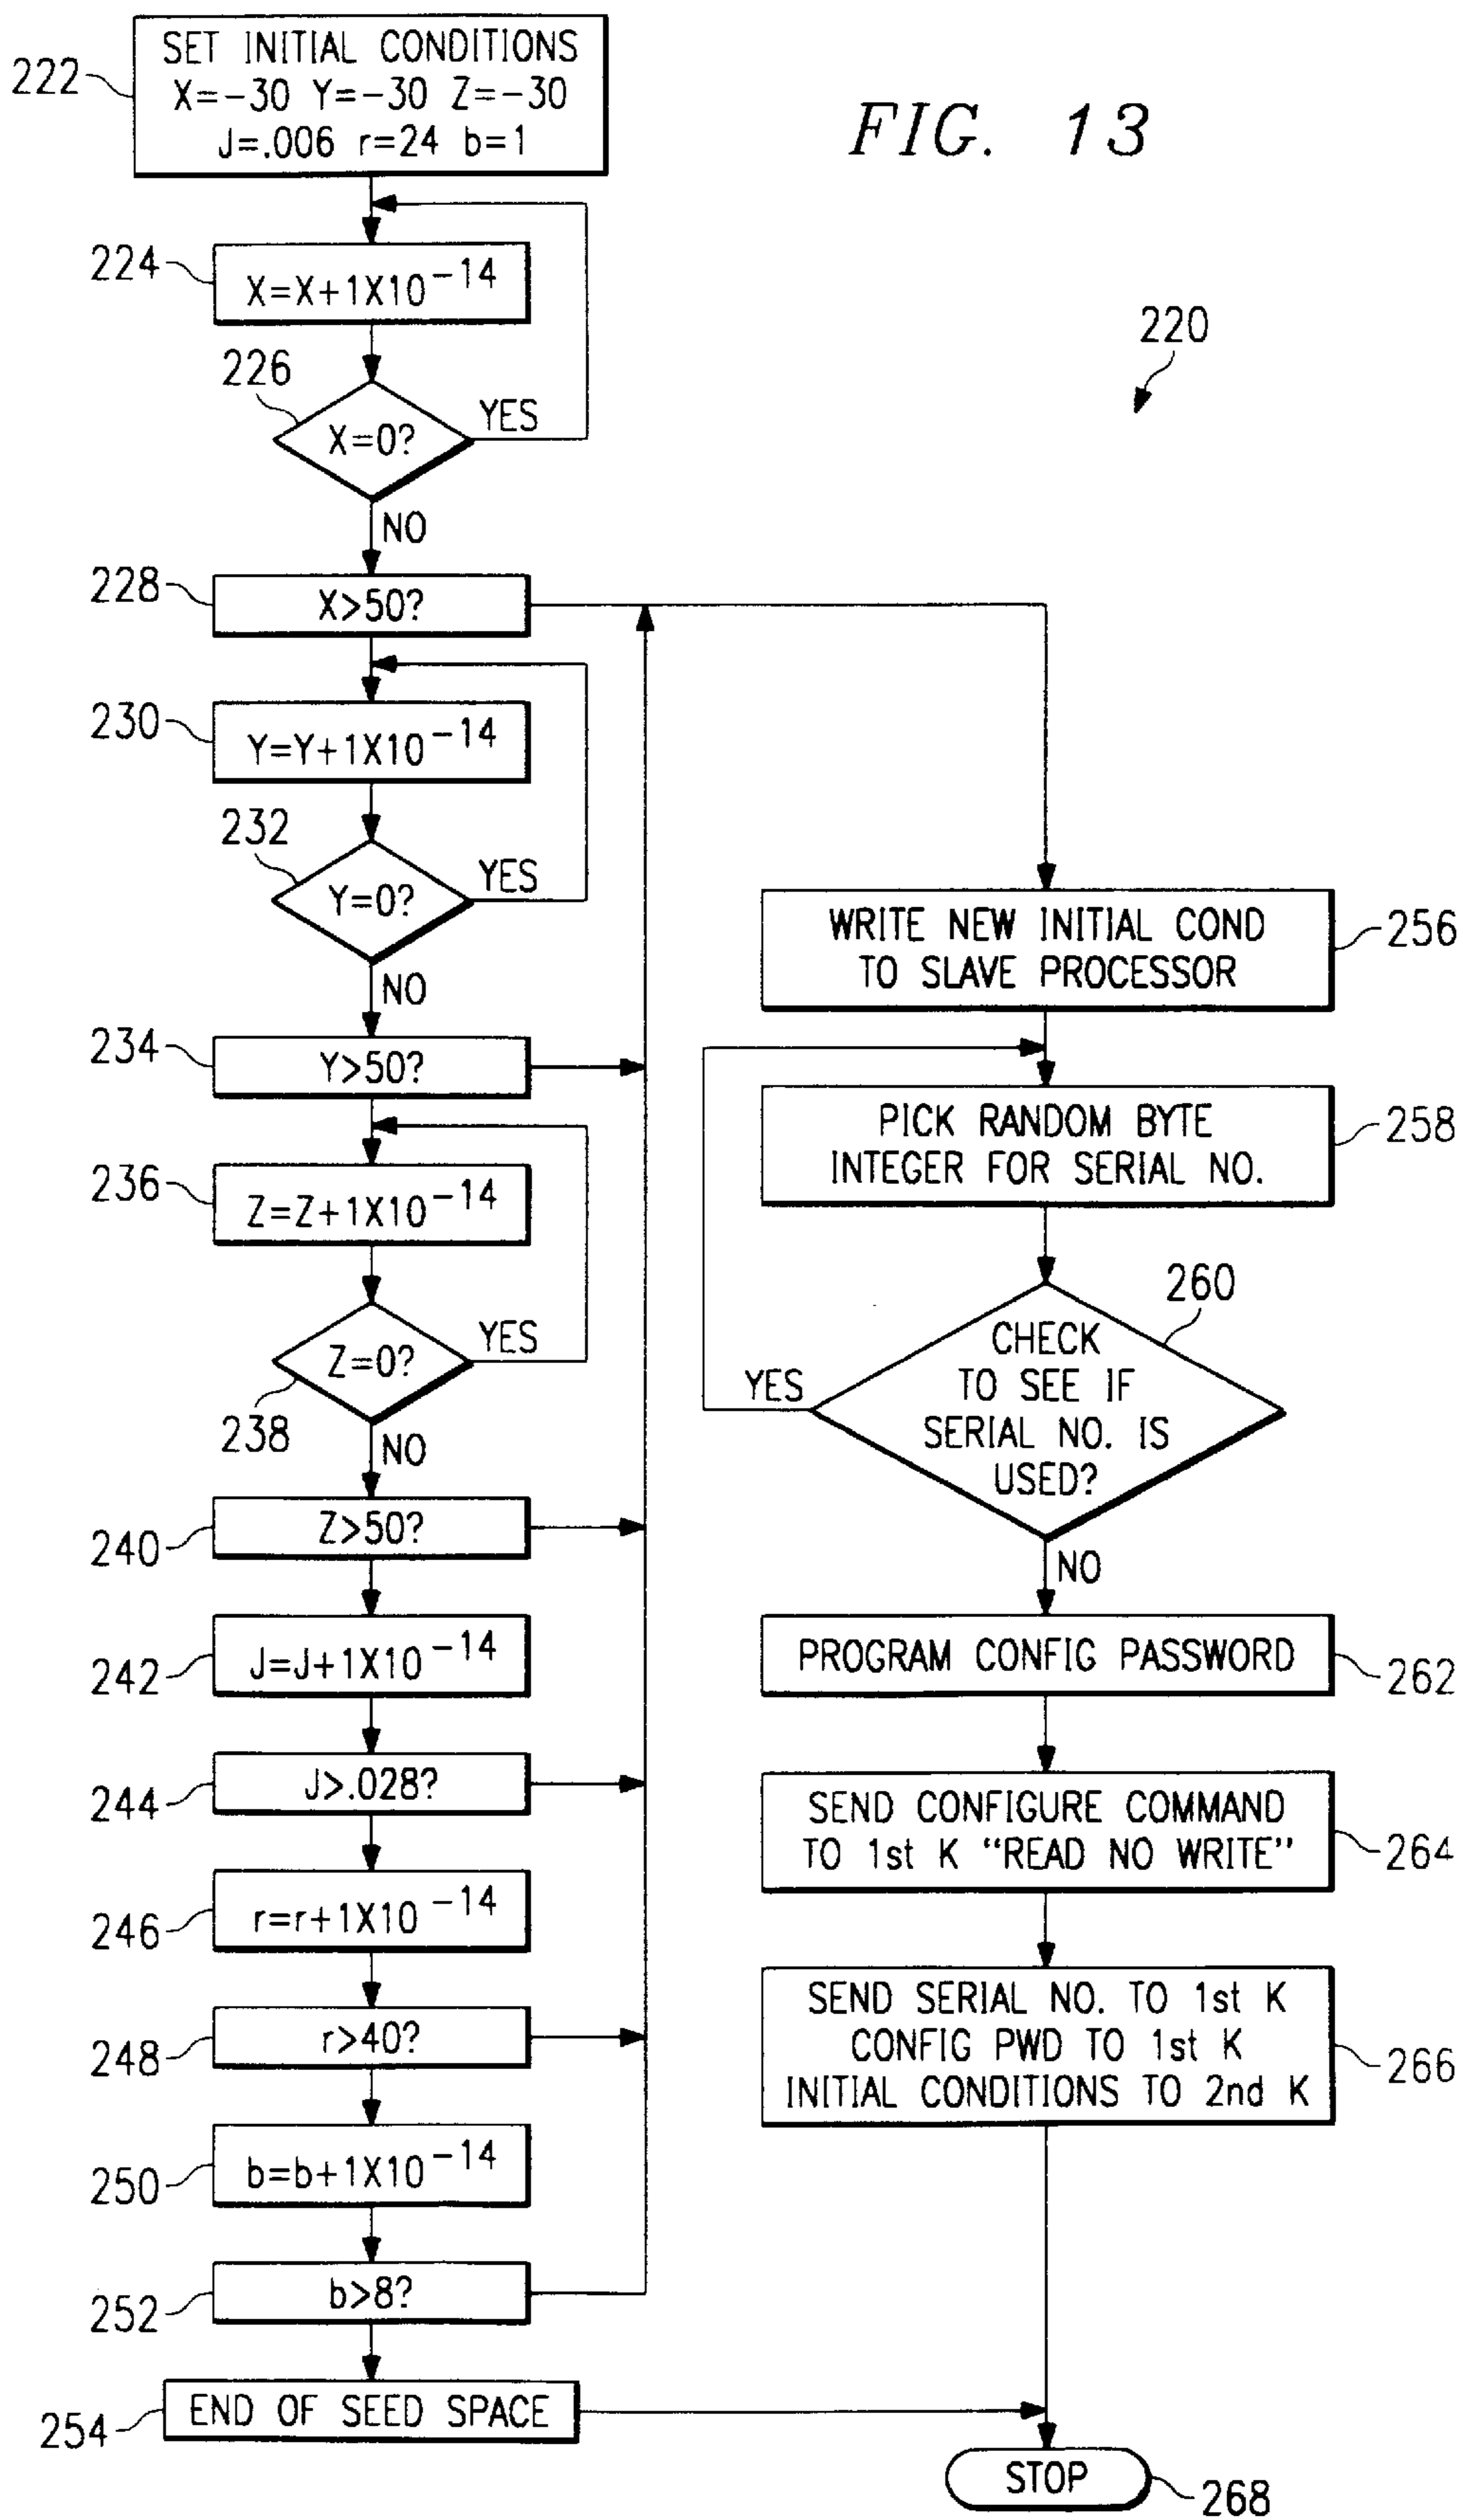 FIG. 13
220
222
SET INITIAL CONDITIONS
X=-30 Y=-30 Z=-30
J=.006 r=24 b=1
224
X=X+1X10⁻¹⁴
226
X=0?
YES
NO
228
X>50?
230
Y=Y+1X10⁻¹⁴
232
Y=0?
YES
NO
234
Y>50?
236
Z=Z+1X10⁻¹⁴
238
Z=0?
YES
NO
240
Z>50?
242
J=J+1X10⁻¹⁴
244
J>.028?
246
r=r+1X10⁻¹⁴
248
r>40?
250
b=b+1X10⁻¹⁴
252
b>8?
254
END OF SEED SPACE
WRITE NEW INITIAL COND
TO SLAVE PROCESSOR
256
PICK RANDOM BYTE
INTEGER FOR SERIAL NO.
258
260
CHECK
TO SEE IF
SERIAL NO. IS
USED?
YES
NO
PROGRAM CONFIG PASSWORD
262
SEND CONFIGURE COMMAND
TO 1st K “READ NO WRITE”
264
SEND SERIAL NO. TO 1st K
CONFIG PWD TO 1st K
INITIAL CONDITIONS TO 2nd K
266
STOP
268